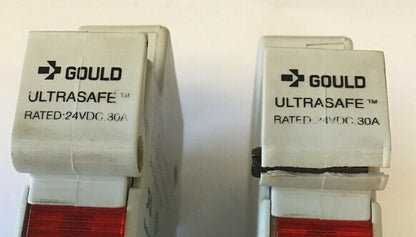 GOULD
ULTRASAFE™
RATED:24VDC.30A
GOULD
ULTRASAFE™
RATED:24VDC,30A